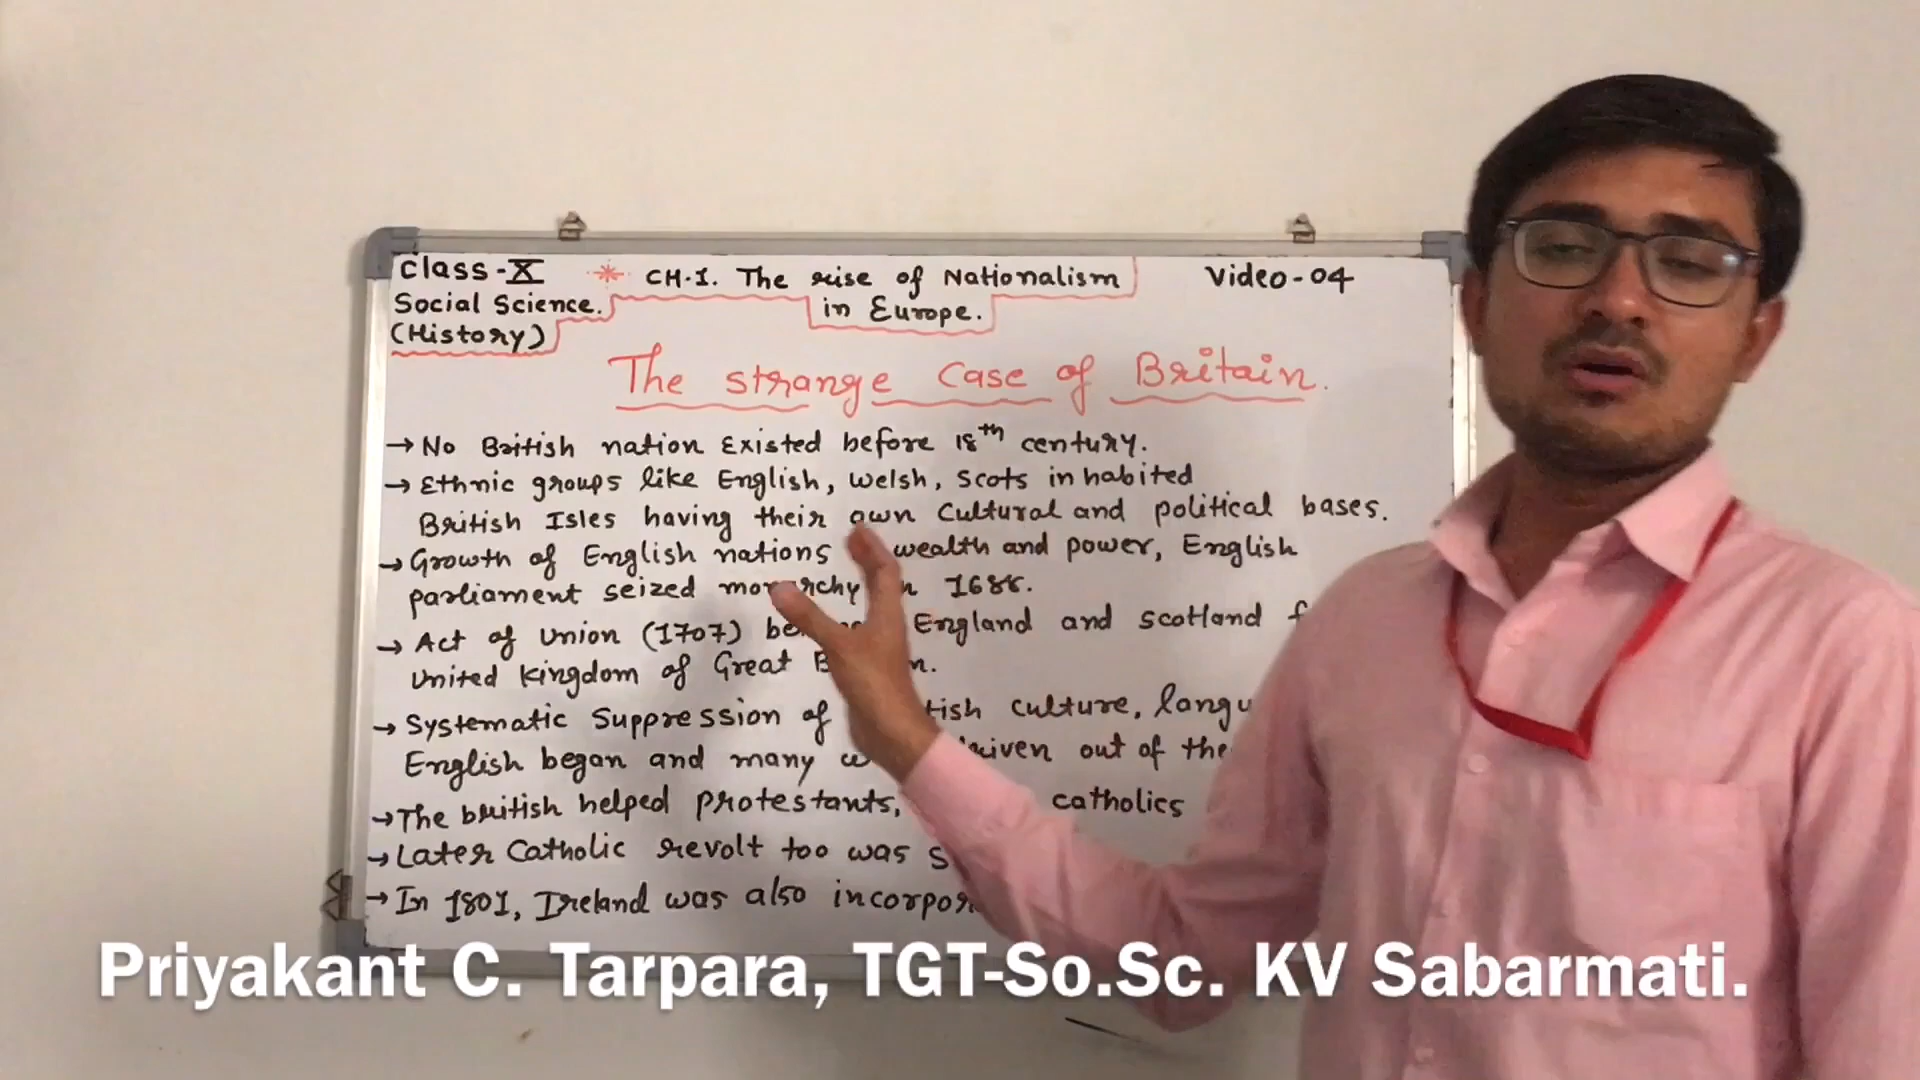 Class-X * CH.1. The rise of Nationalism Video-04
Social Science. in Europe.
(History)
The strange case of Britain.
→ No British nation Existed before 18th century.
→ Ethnic groups like English, Welsh, Scots in habited
British Isles having their own cultural and political bases.
→ Growth of English nations wealth and power, English
parliament seized monarchy 1688.
→ Act of Union (1707) England and Scotland
United Kingdom of Great
→ Systematic Suppression of culture,
English began and many out of the
→ The british helped protestants, catholics
→ Later Catholic revolt too was
→ In 1801, Ireland was also
Priyakant C. Tarpara, TGT-So.Sc. KV Sabarmati.